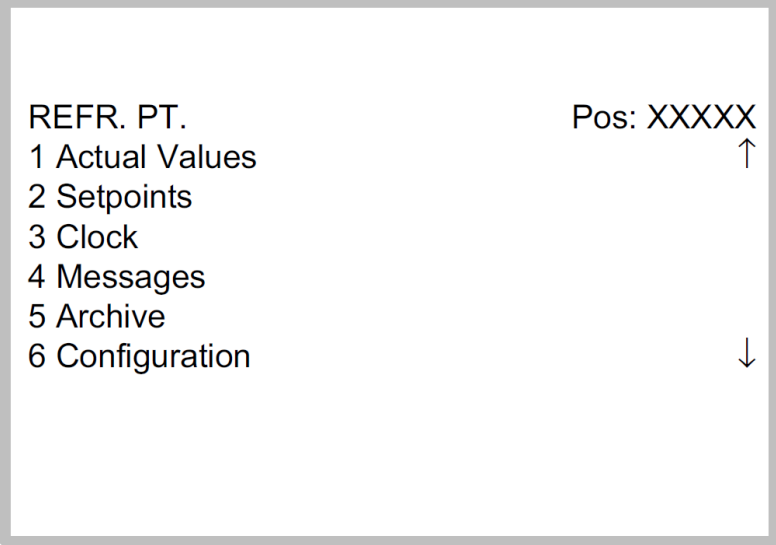 REFR. PT. Pos: XXXXX
1 Actual Values ↑
2 Setpoints
3 Clock
4 Messages
5 Archive
6 Configuration ↓